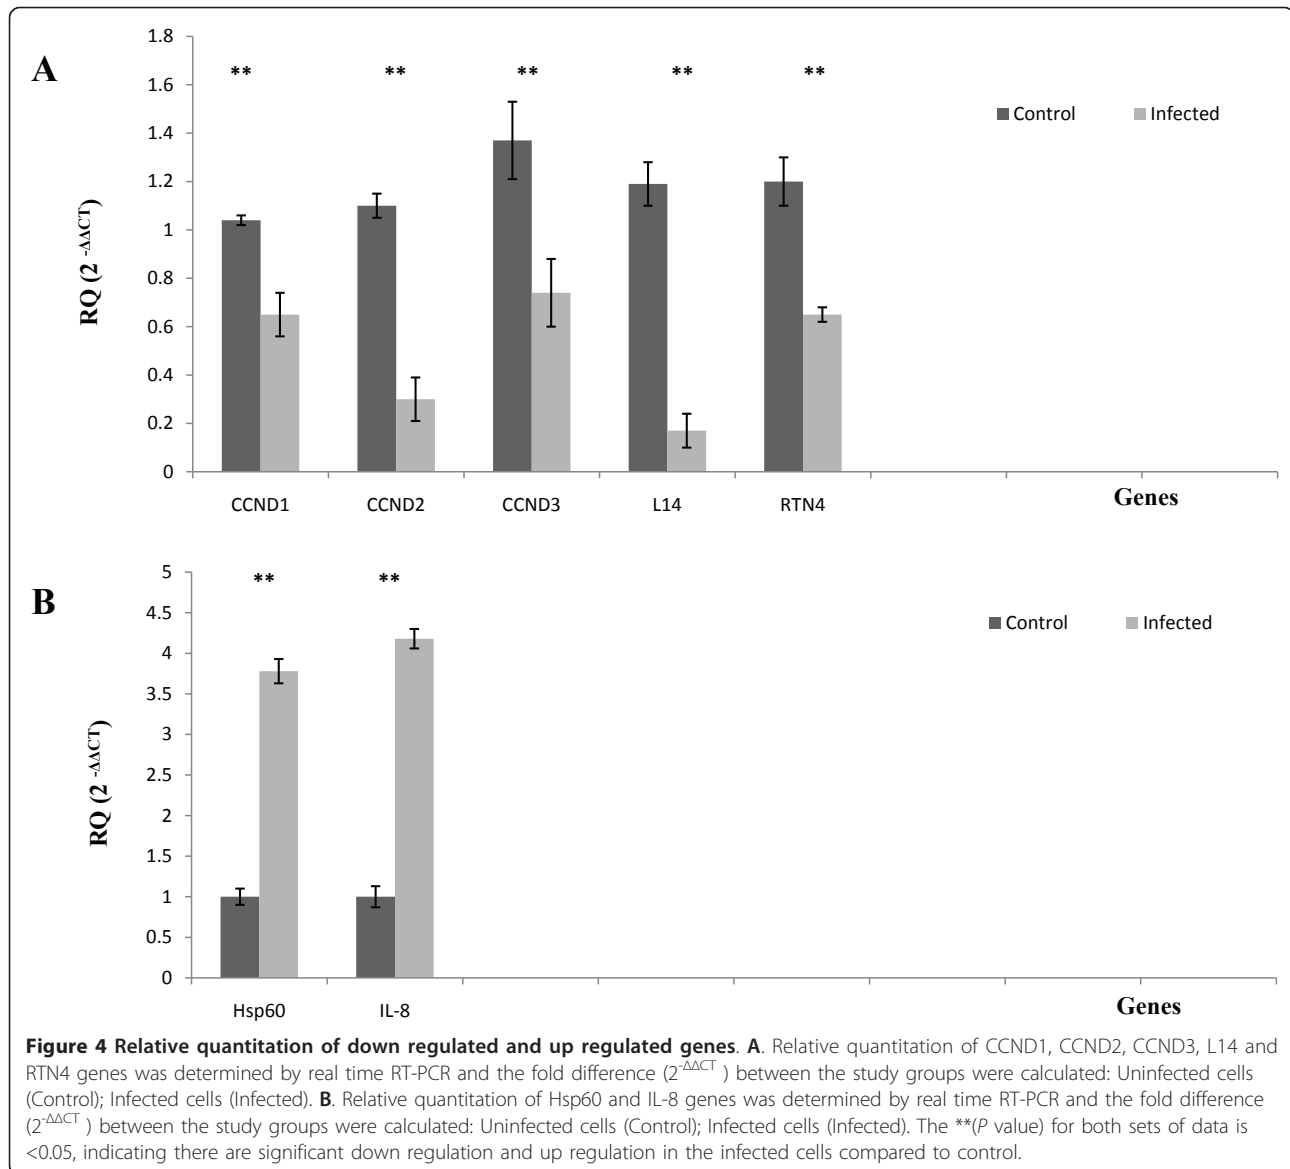 A
1.8
1.6
1.4
1.2
1
0.8
0.6
0.4
0.2
0
RQ (2 -ΔΔCT)
** ** ** ** **
Control Infected
CCND1 CCND2 CCND3 L14 RTN4
Genes
B
5
4.5
4
3.5
3
2.5
2
1.5
1
0.5
0
RQ (2 -ΔΔCT)
** **
Control Infected
Hsp60 IL-8
Genes
Figure 4 Relative quantitation of down regulated and up regulated genes. A. Relative quantitation of CCND1, CCND2, CCND3, L14 and
RTN4 genes was determined by real time RT-PCR and the fold difference (2-ΔΔCT ) between the study groups were calculated: Uninfected cells
(Control); Infected cells (Infected). B. Relative quantitation of Hsp60 and IL-8 genes was determined by real time RT-PCR and the fold difference
(2-ΔΔCT ) between the study groups were calculated: Uninfected cells (Control); Infected cells (Infected). The **(P value) for both sets of data is
<0.05, indicating there are significant down regulation and up regulation in the infected cells compared to control.